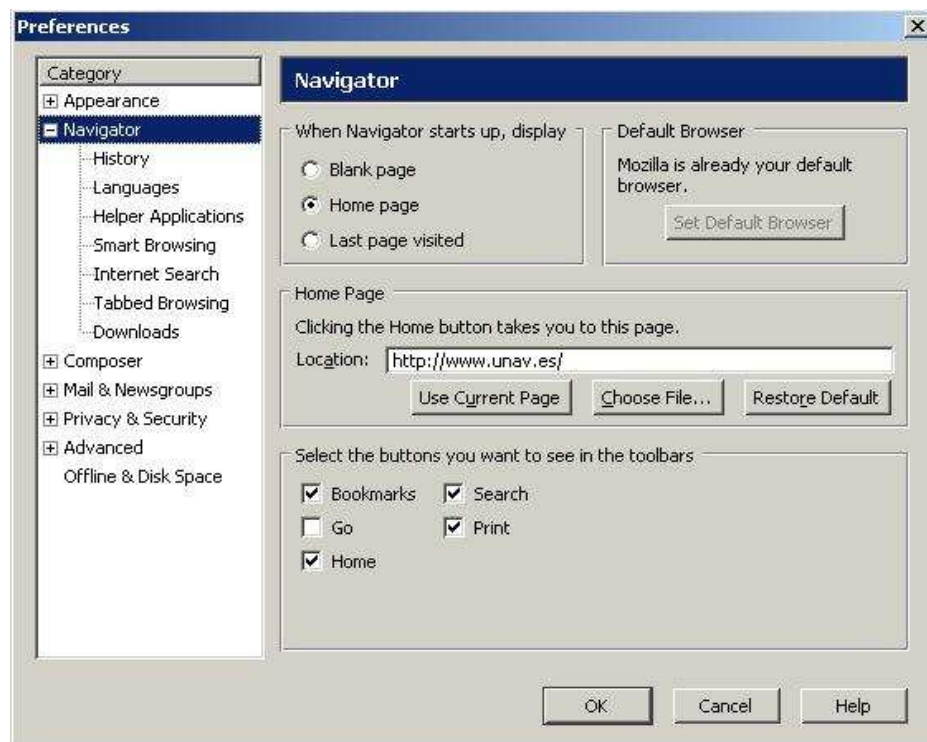 Preferences
Category
Appearance
Navigator
History
Languages
Helper Applications
Smart Browsing
Internet Search
Tabbed Browsing
Downloads
Composer
Mail & Newsgroups
Privacy & Security
Advanced
Offline & Disk Space
Navigator
When Navigator starts up, display
Blank page
Home page
Last page visited
Default Browser
Mozilla is already your default
browser.
Set Default Browser
Home Page
Clicking the Home button takes you to this page.
Location: http://www.unav.es/
Use Current Page Choose File... Restore Default
Select the buttons you want to see in the toolbars
Bookmarks Search
Go Print
Home
OK Cancel Help